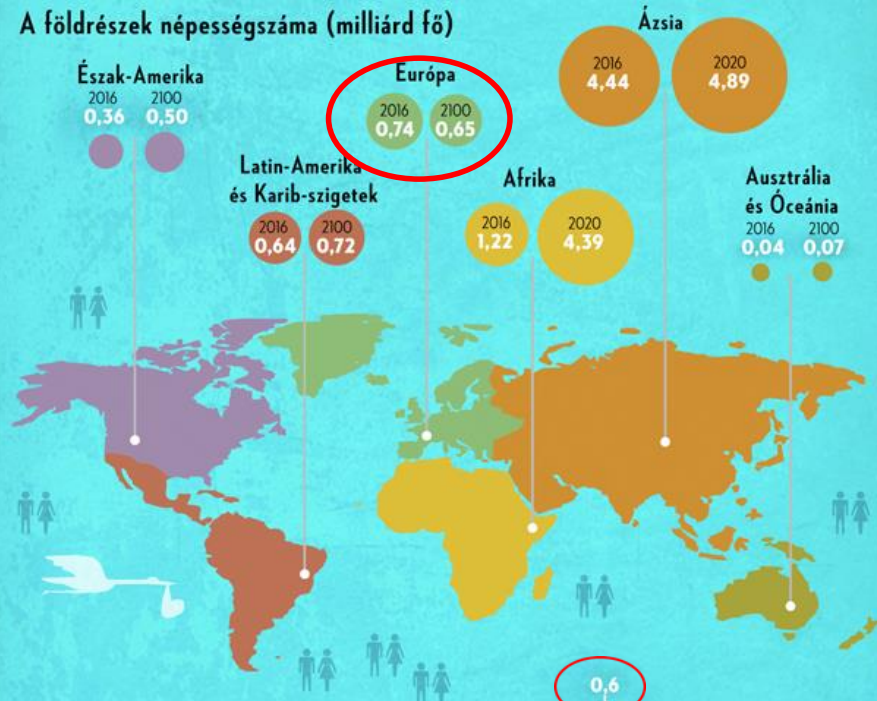 A földrészek népességszáma (milliárd fő)
Észak-Amerika
2016 2100
0,36 0,50
Európa
2016 2100
0,74 0,65
Ázsia
2016 2020
4,44 4,89
Latin-Amerika
és Karib-szigetek
2016 2100
0,64 0,72
Afrika
2016 2020
1,22 4,39
Ausztrália
és Óceánia
2016 2100
0,04 0,07
0,6